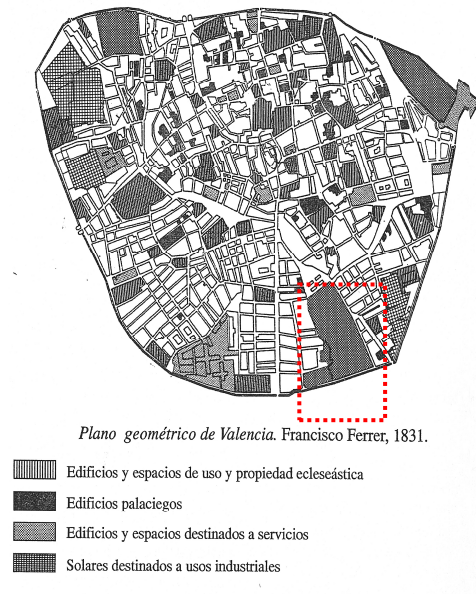 Plano geométrico de Valencia. Francisco Ferrer, 1831.
Edificios y espacios de uso y propiedad ecleseástica
Edificios palaciegos
Edificios y espacios destinados a servicios
Solares destinados a usos industriales